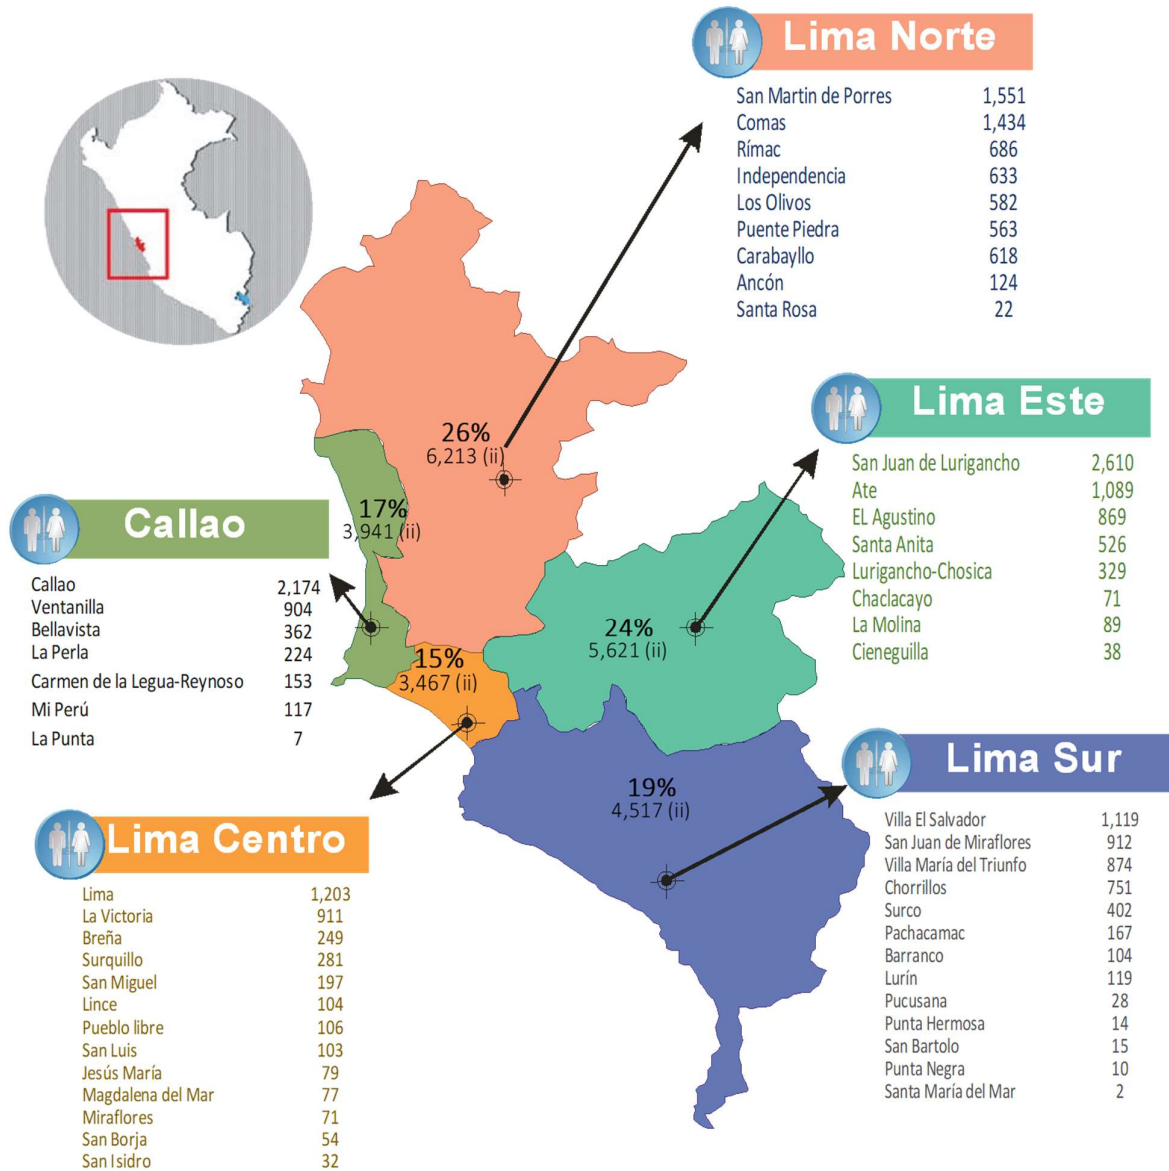 Lima Norte
San Martin de Porres 1,551
Comas 1,434
Rímac 686
Independencia 633
Los Olivos 582
Puente Piedra 563
Carabayllo 618
Ancón 124
Santa Rosa 22
Lima Este
San Juan de Lurigancho 2,610
Ate 1,089
EL Agustino 869
Santa Anita 526
Lurigancho-Chosica 329
Chaclacayo 71
La Molina 89
Cieneguilla 38
26%
6,213 (ii)
17%
3,941 (ii)
24%
5,621 (ii)
15%
3,467 (ii)
19%
4,517 (ii)
Callao
Callao 2,174
Ventanilla 904
Bellavista 362
La Perla 224
Carmen de la Legua-Reynoso 153
Mi Perú 117
La Punta 7
Lima Sur
Villa El Salvador 1,119
San Juan de Miraflores 912
Villa María del Triunfo 874
Chorrillos 751
Surco 402
Pachacamac 167
Barranco 104
Lurín 119
Pucusana 28
Punta Hermosa 14
San Bartolo 15
Punta Negra 10
Santa María del Mar 2
Lima Centro
Lima 1,203
La Victoria 911
Breña 249
Surquillo 281
San Miguel 197
Lince 104
Pueblo libre 106
San Luis 103
Jesús María 79
Magdalena del Mar 77
Miraflores 71
San Borja 54
San Isidro 32